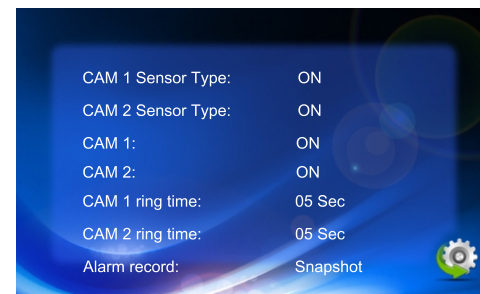 CAM 1 Sensor Type: ON
CAM 2 Sensor Type: ON
CAM 1: ON
CAM 2: ON
CAM 1 ring time: 05 Sec
CAM 2 ring time: 05 Sec
Alarm record: Snapshot